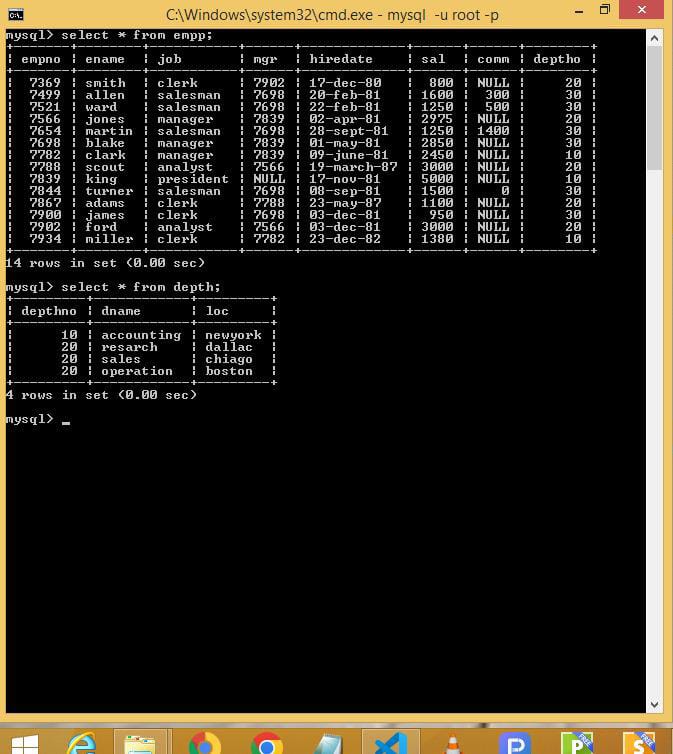 C:\Windows\system32\cmd.exe - mysql -u root -p
mysql> select * from empp;
+-------+--------+-----------+------+---------------+------+------+--------+
| empno | ename | job | mgr | hiredate | sal | comm | deptho |
+-------+--------+-----------+------+---------------+------+------+--------+
| 7369 | smith | clerk | 7902 | 17-dec-80 | 800 | NULL | 20 |
| 7499 | allen | salesman | 7698 | 20-feb-81 | 1600 | 300 | 30 |
| 7521 | ward | salesman | 7698 | 22-feb-81 | 1250 | 500 | 30 |
| 7566 | jones | manager | 7839 | 02-apr-81 | 2975 | NULL | 20 |
| 7654 | martin | salesman | 7698 | 28-sept-81 | 1250 | 1400 | 30 |
| 7698 | blake | manager | 7839 | 01-may-81 | 2850 | NULL | 30 |
| 7782 | clark | manager | 7839 | 09-june-81 | 2450 | NULL | 10 |
| 7788 | scout | analyst | 7566 | 19-march-87 | 3000 | NULL | 20 |
| 7839 | king | president | NULL | 17-nov-81 | 5000 | NULL | 10 |
| 7844 | turner | salesman | 7698 | 08-sep-81 | 1500 | 0 | 30 |
| 7867 | adams | clerk | 7788 | 23-may-87 | 1100 | NULL | 20 |
| 7900 | james | clerk | 7698 | 03-dec-81 | 950 | NULL | 30 |
| 7902 | ford | analyst | 7566 | 03-dec-81 | 3000 | NULL | 20 |
| 7934 | miller | clerk | 7782 | 23-dec-82 | 1380 | NULL | 10 |
+-------+--------+-----------+------+---------------+------+------+--------+
14 rows in set (0.00 sec)
mysql> select * from depth;
+---------+------------+---------+
| depthno | dname | loc |
+---------+------------+---------+
| 10 | accounting | newyork |
| 20 | resarch | dallac |
| 20 | sales | chiago |
| 20 | operation | boston |
+---------+------------+---------+
4 rows in set (0.00 sec)
mysql> _
P FREE
S FREE